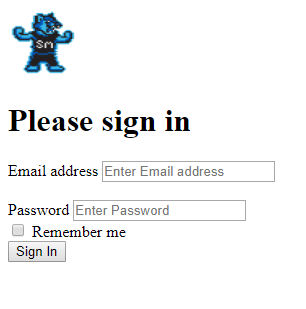 SM
Please sign in
Email address Enter Email address
Password Enter Password
Remember me
Sign In